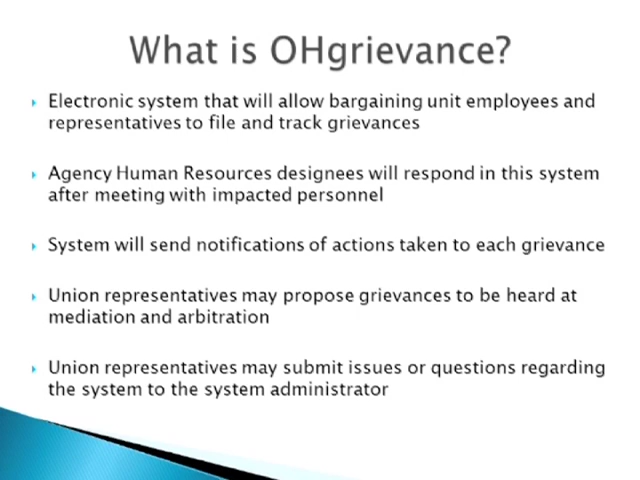 What is OHgrievance?
Electronic system that will allow bargaining unit employees and
representatives to file and track grievances
Agency Human Resources designees will respond in this system
after meeting with impacted personnel
System will send notifications of actions taken to each grievance
Union representatives may propose grievances to be heard at
mediation and arbitration
Union representatives may submit issues or questions regarding
the system to the system administrator